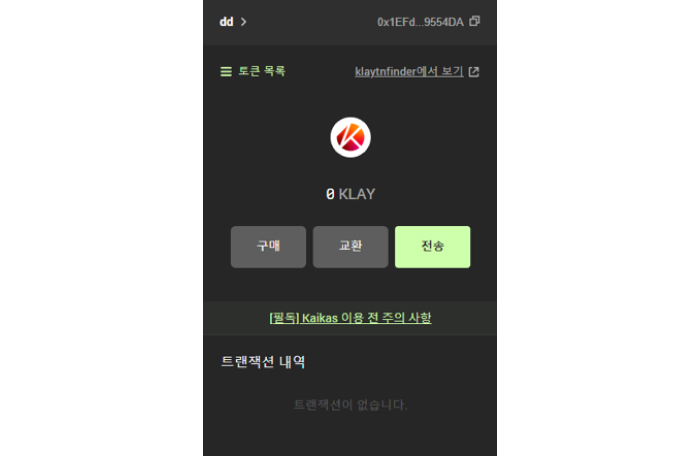 dd >
0x1EFd...9554DA
토큰 목록
klaytnfinder에서 보기
0 KLAY
구매
교환
전송
[필독] Kaikas 이용 전 주의 사항
트랜잭션 내역
트랜잭션이 없습니다.